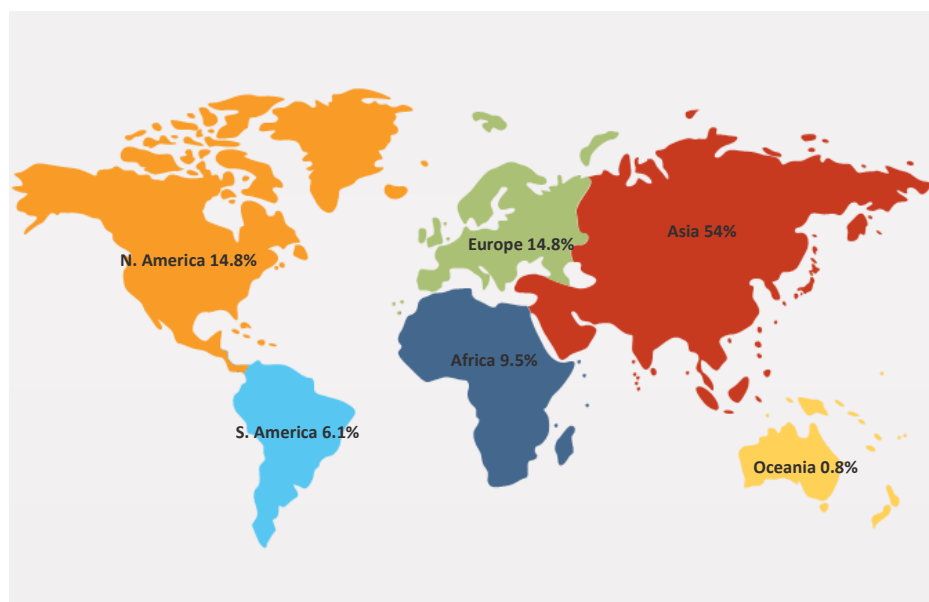 Europe 14.8%
Asia 54%
N. America 14.8%
Africa 9.5%
S. America 6.1%
Oceania 0.8%